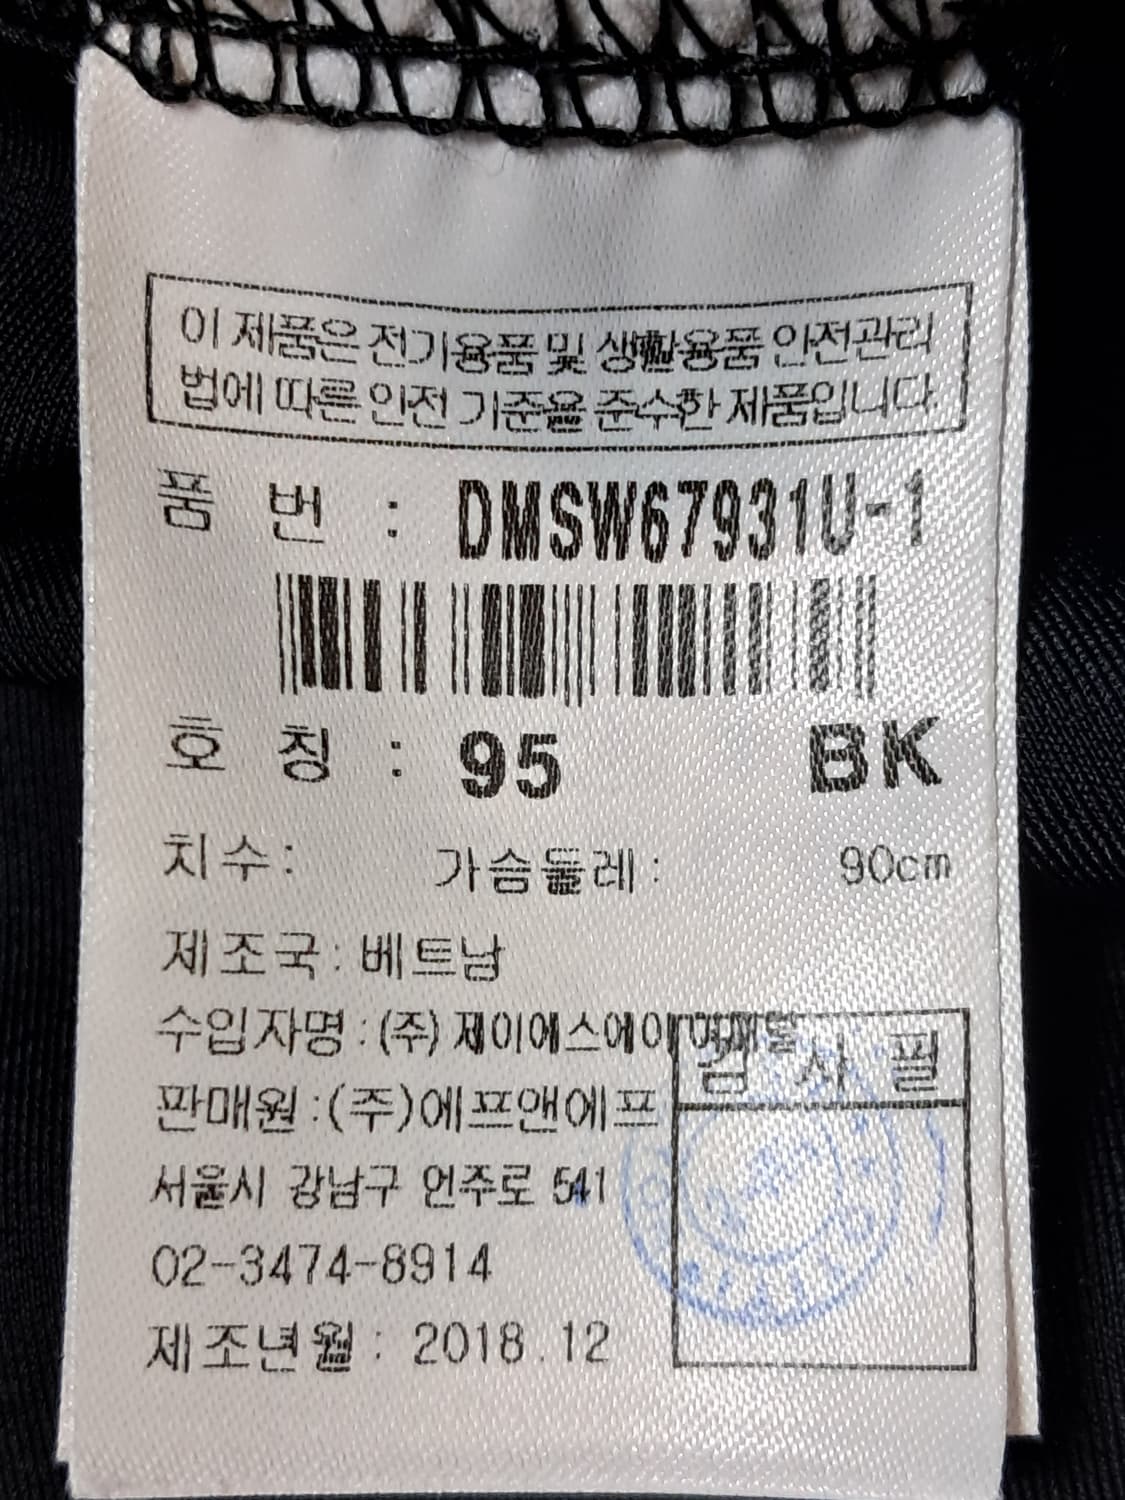 이 제품은 전기용품 및 생활용품 안전관리
법에 따른 안전 기준을 준수한 제품입니다.
품 번 : DMSW67931U-1
호 칭 : 95 BK
치수: 가슴둘레: 90cm
제조국: 베트남
수입자명 : (주) 제이에스에이
검 사 필
판매원 : (주)에프앤에프
서울시 강남구 언주로 541
02-3474-8914
제조년월 : 2018.12